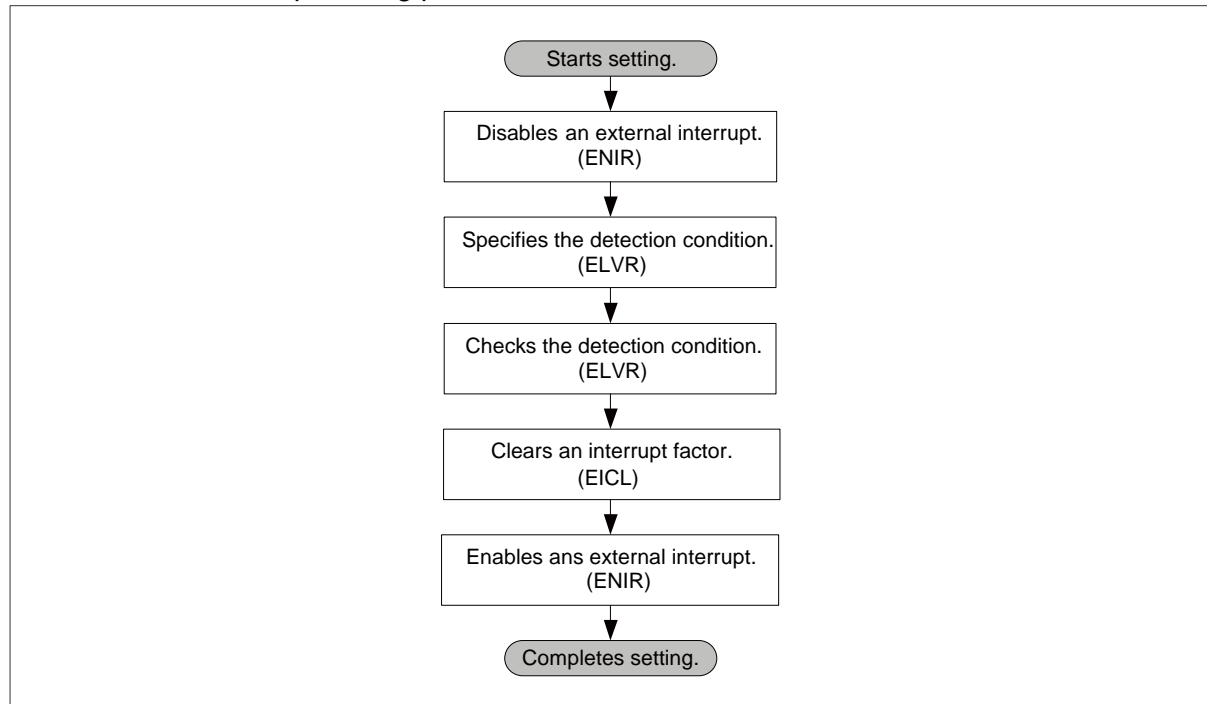 Starts setting.
Disables an external interrupt.
(ENIR)
Specifies the detection condition.
(ELVR)
Checks the detection condition.
(ELVR)
Clears an interrupt factor.
(EICL)
Enables ans external interrupt.
(ENIR)
Completes setting.